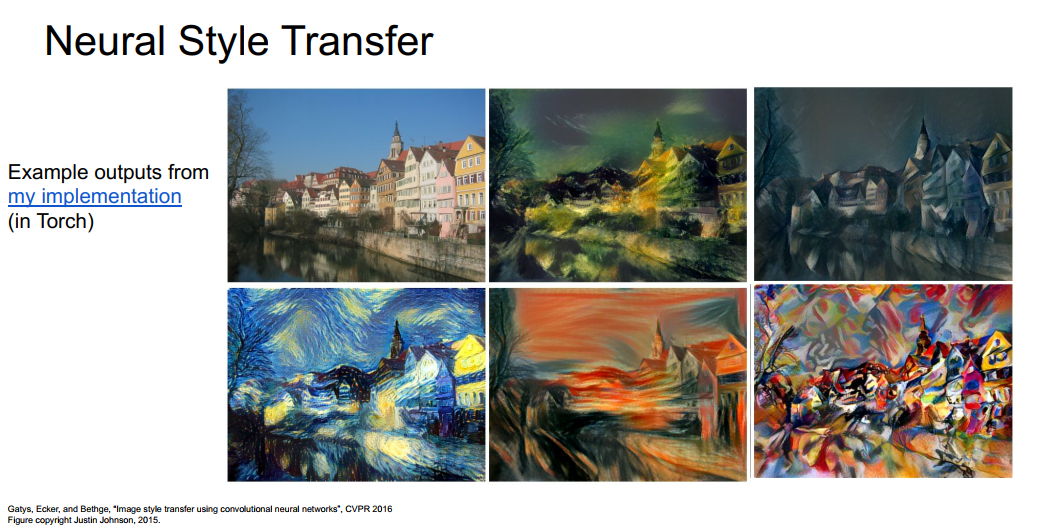 Neural Style Transfer
Example outputs from
my implementation
(in Torch)
Gatys, Ecker, and Bethge, "Image style transfer using convolutional neural networks", CVPR 2016
Figure copyright Justin Johnson, 2015.